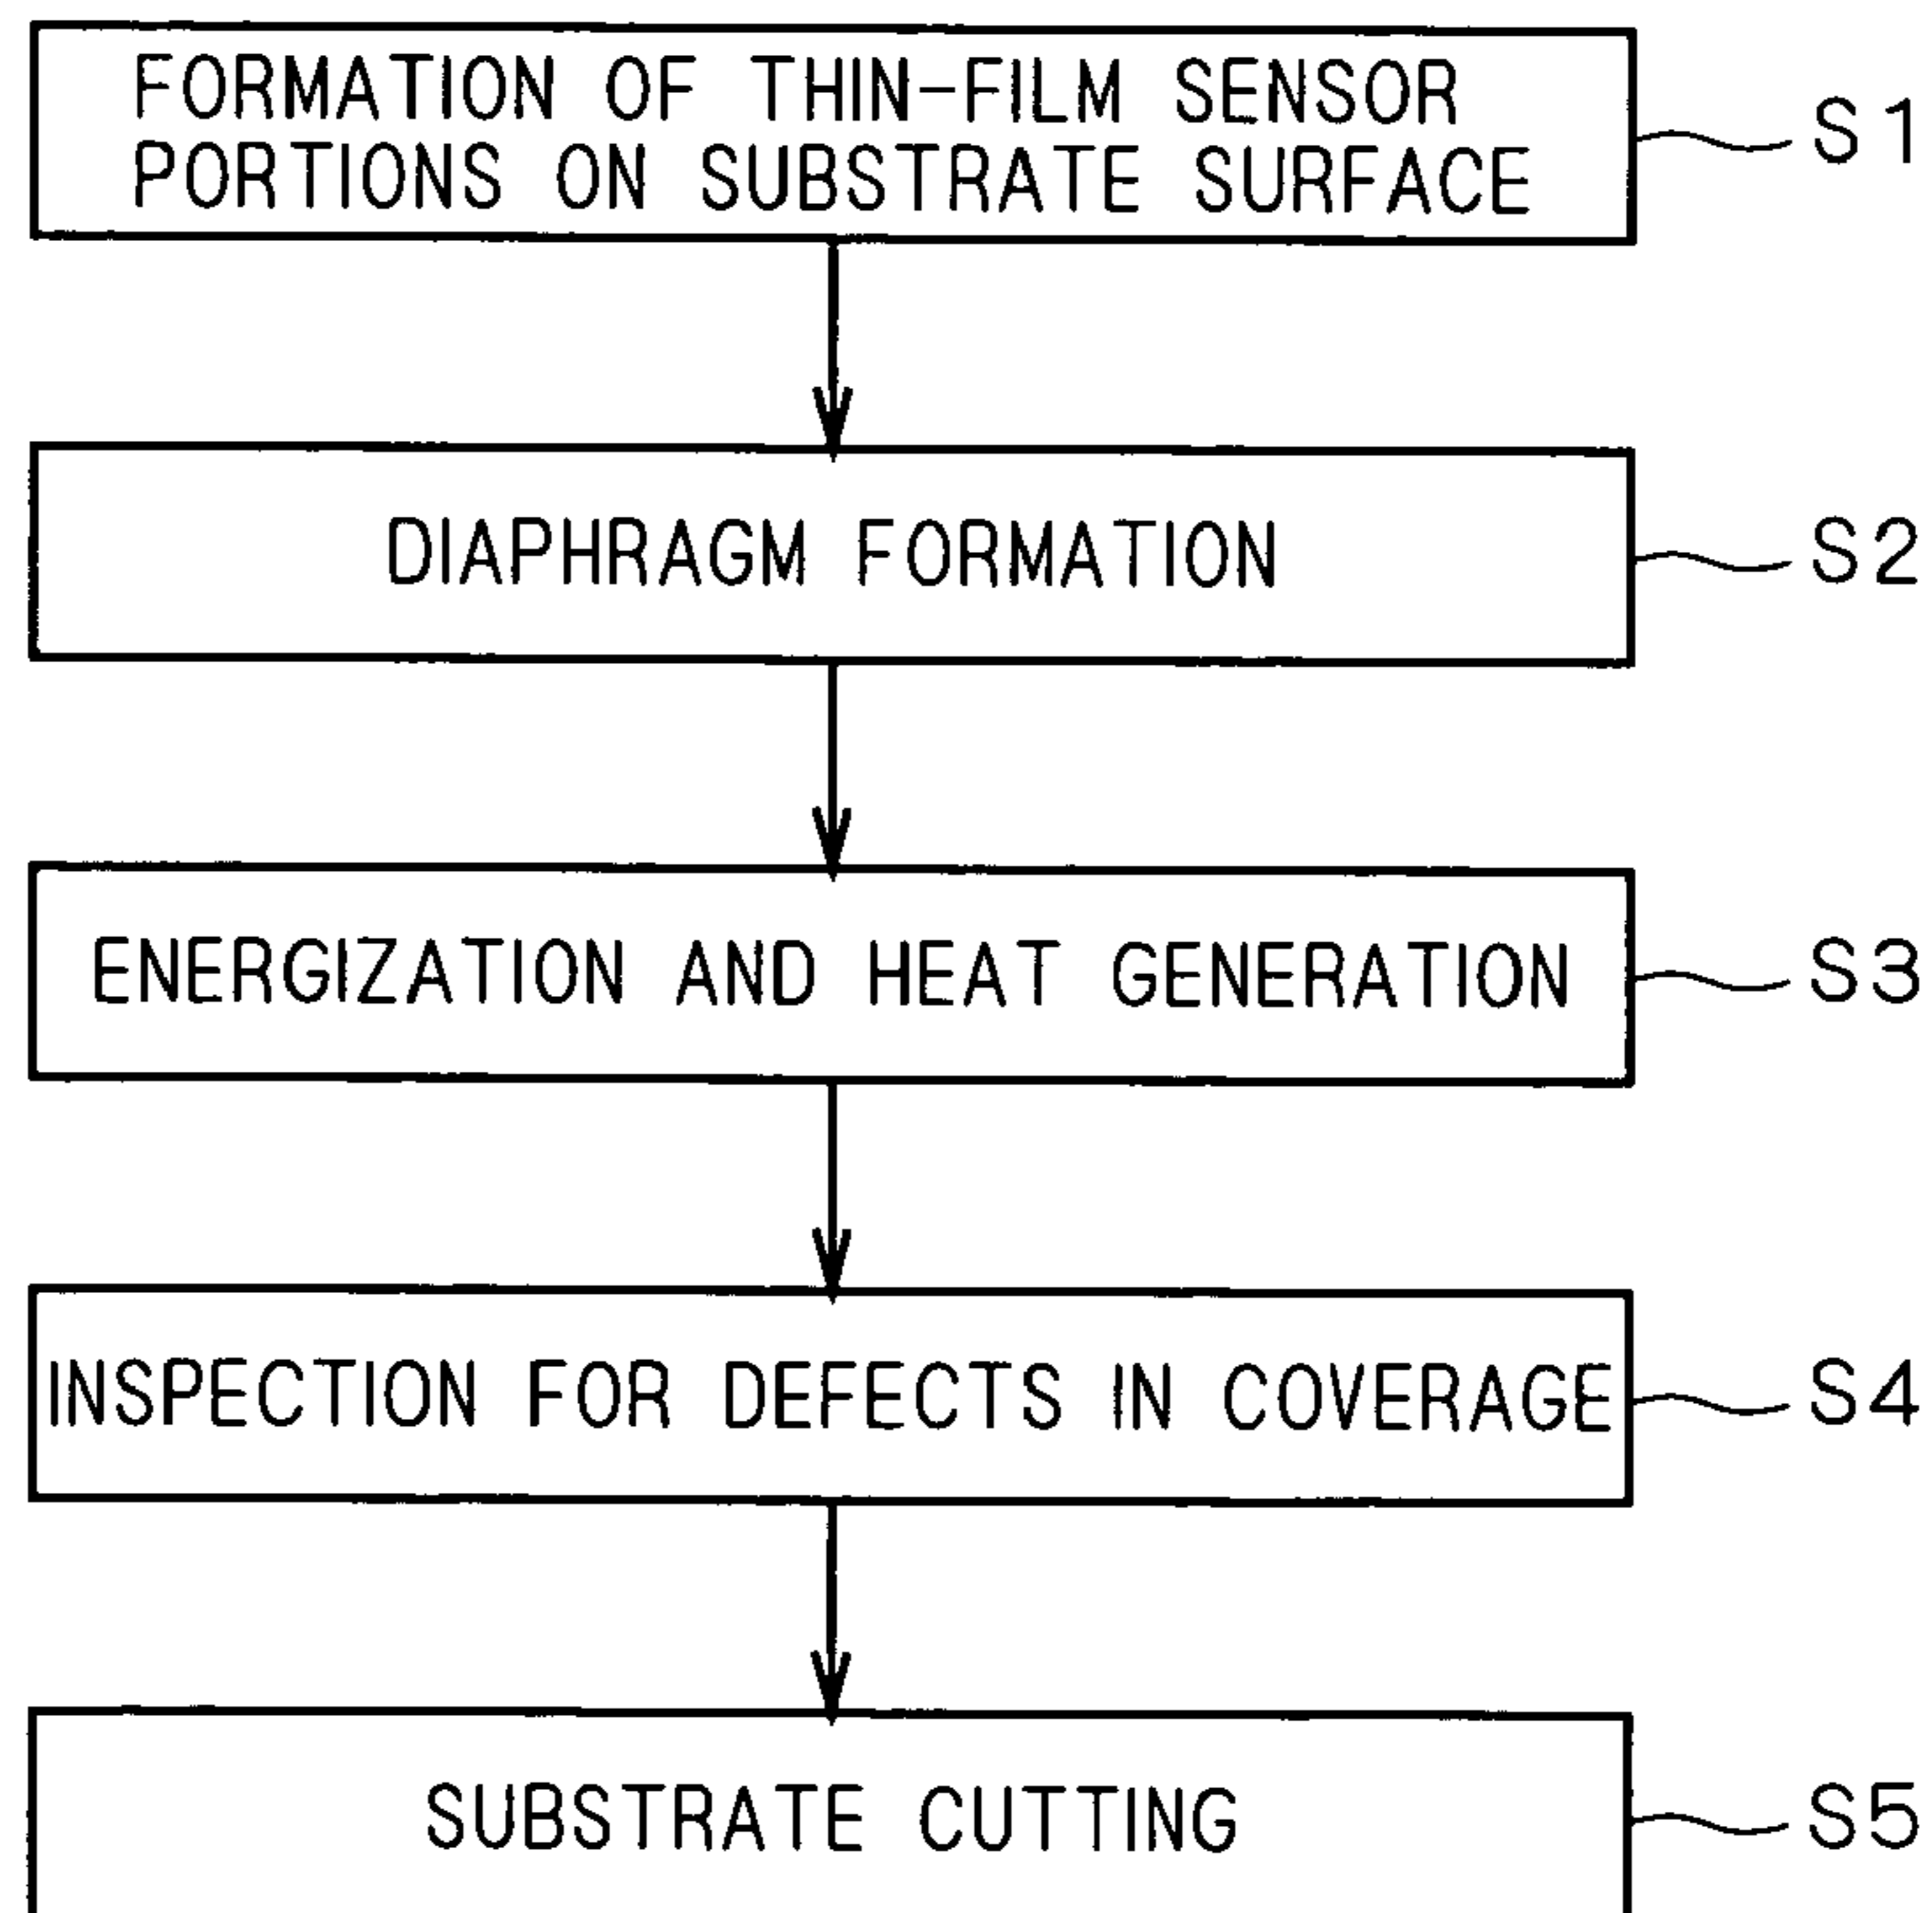 FORMATION OF THIN-FILM SENSOR
PORTIONS ON SUBSTRATE SURFACE
S1
DIAPHRAGM FORMATION
S2
ENERGIZATION AND HEAT GENERATION
S3
INSPECTION FOR DEFECTS IN COVERAGE
S4
SUBSTRATE CUTTING
S5